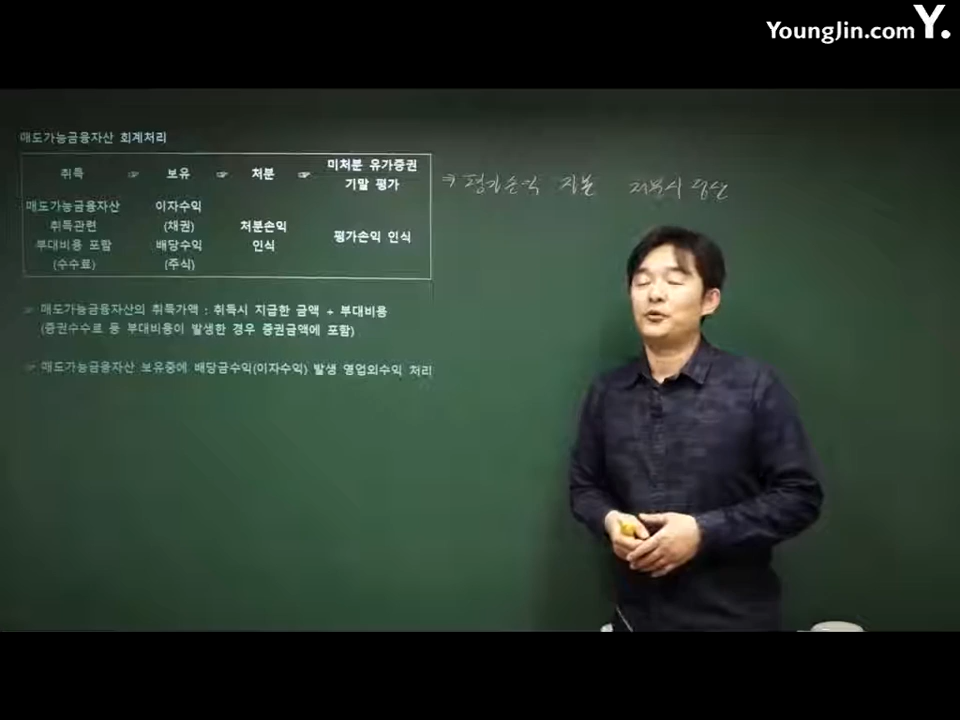 YoungJin.com Y.
매도가능금융자산 회계처리
취득 ☞ 보유 ☞ 처분 ☞ 미처분 유가증권 기말 평가
매도가능금융자산 취득관련 부대비용 포함 (수수료)
이자수익 (채권) 배당수익 (주식)
처분손익 인식
평가손익 인식
⇒ 평가손익 처분시
☞ 매도가능금융자산의 취득가액 : 취득시 지급한 금액 + 부대비용
(증권수수료 등 부대비용이 발생한 경우 증권금액에 포함)
☞ 매도가능금융자산 보유중에 배당금수익(이자수익) 발생 영업외수익 처리